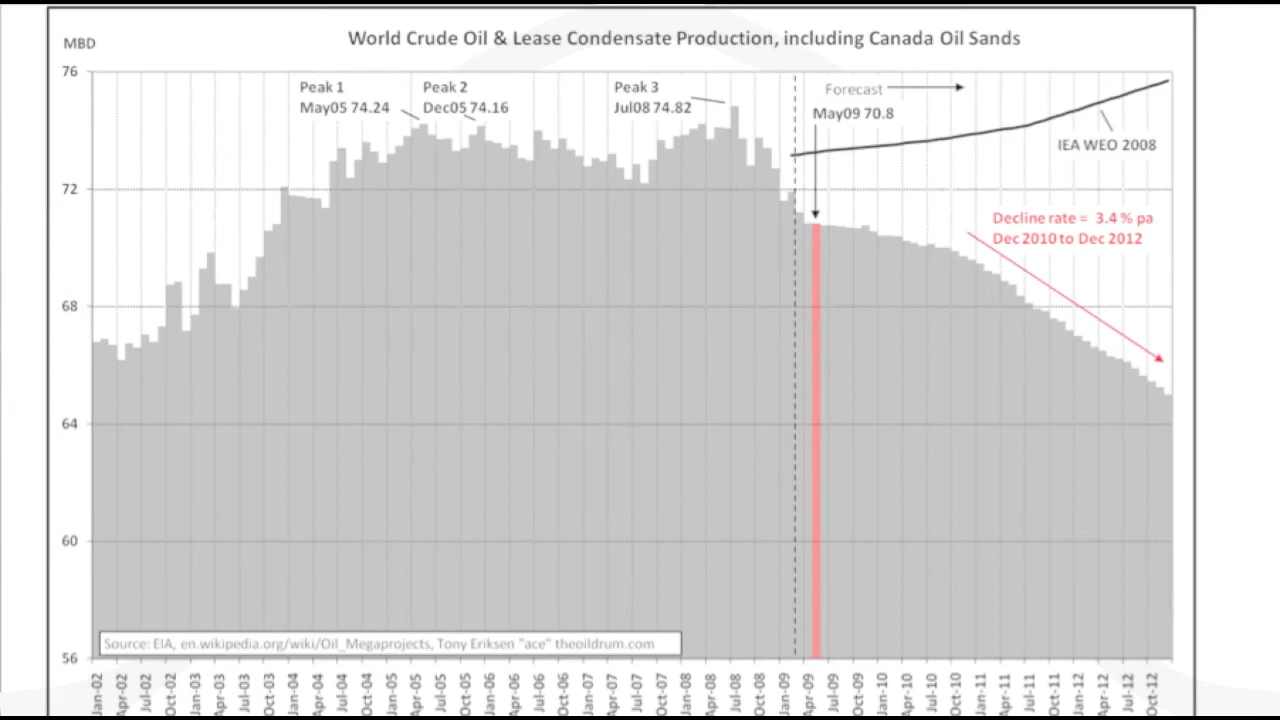 World Crude Oil & Lease Condensate Production, including Canada Oil Sands
MBD
76
72
68
64
60
56
Peak 1
May05 74.24
Peak 2
Dec05 74.16
Peak 3
Jul08 74.82
Forecast
May09 70.8
IEA WEO 2008
Decline rate = 3.4 % pa
Dec 2010 to Dec 2012
Source: EIA, en.wikipedia.org/wiki/Oil_Megaprojects, Tony Eriksen "ace" theoildrum.com
Jan-02
Apr-02
Jul-02
Oct-02
Jan-03
Apr-03
Jul-03
Oct-03
Jan-04
Apr-04
Jul-04
Oct-04
Jan-05
Apr-05
Jul-05
Oct-05
Jan-06
Apr-06
Jul-06
Oct-06
Jan-07
Apr-07
Jul-07
Oct-07
Jan-08
Apr-08
Jul-08
Oct-08
Jan-09
Apr-09
Jul-09
Oct-09
Jan-10
Apr-10
Jul-10
Oct-10
Jan-11
Apr-11
Jul-11
Oct-11
Jan-12
Apr-12
Jul-12
Oct-12